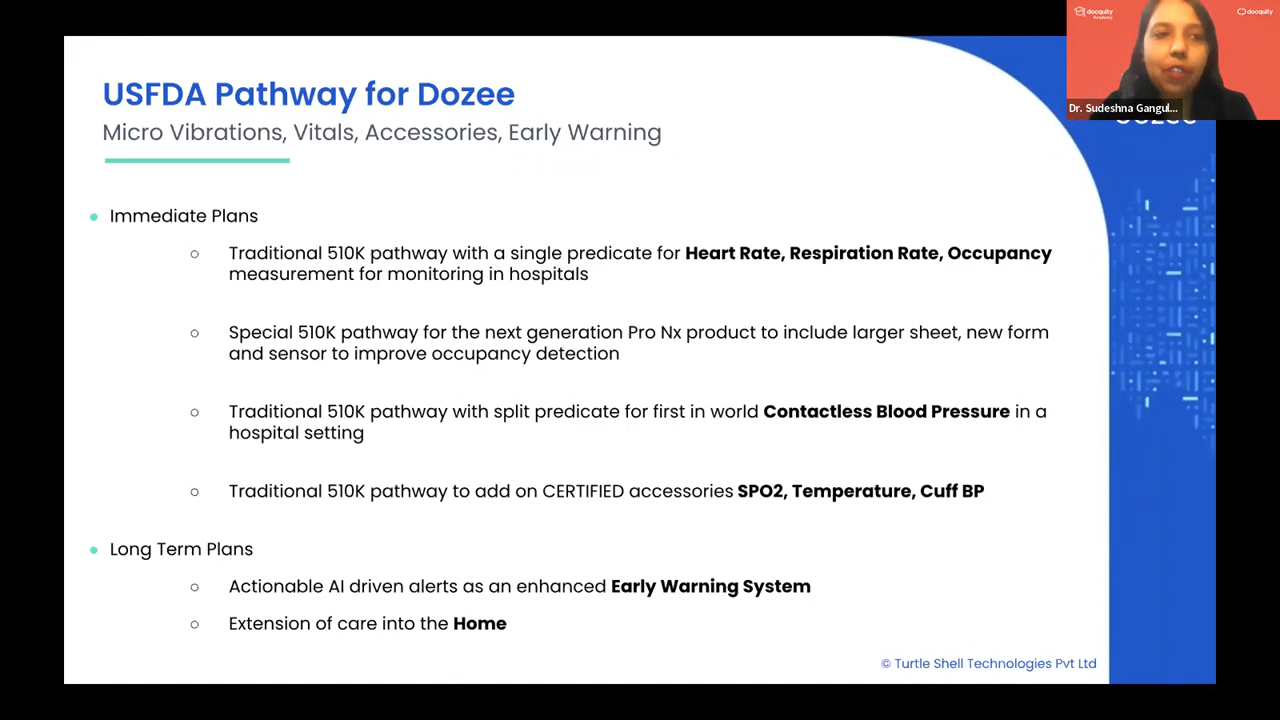 USFDA Pathway for Dozee
Micro Vibrations, Vitals, Accessories, Early Warning
docquity
Academy
docquity
Dr. Sudeshna Gangul...
dozee
• Immediate Plans
○ Traditional 510K pathway with a single predicate for Heart Rate, Respiration Rate, Occupancy
measurement for monitoring in hospitals
○ Special 510K pathway for the next generation Pro Nx product to include larger sheet, new form
and sensor to improve occupancy detection
○ Traditional 510K pathway with split predicate for first in world Contactless Blood Pressure in a
hospital setting
○ Traditional 510K pathway to add on CERTIFIED accessories SPO2, Temperature, Cuff BP
• Long Term Plans
○ Actionable AI driven alerts as an enhanced Early Warning System
○ Extension of care into the Home
© Turtle Shell Technologies Pvt Ltd